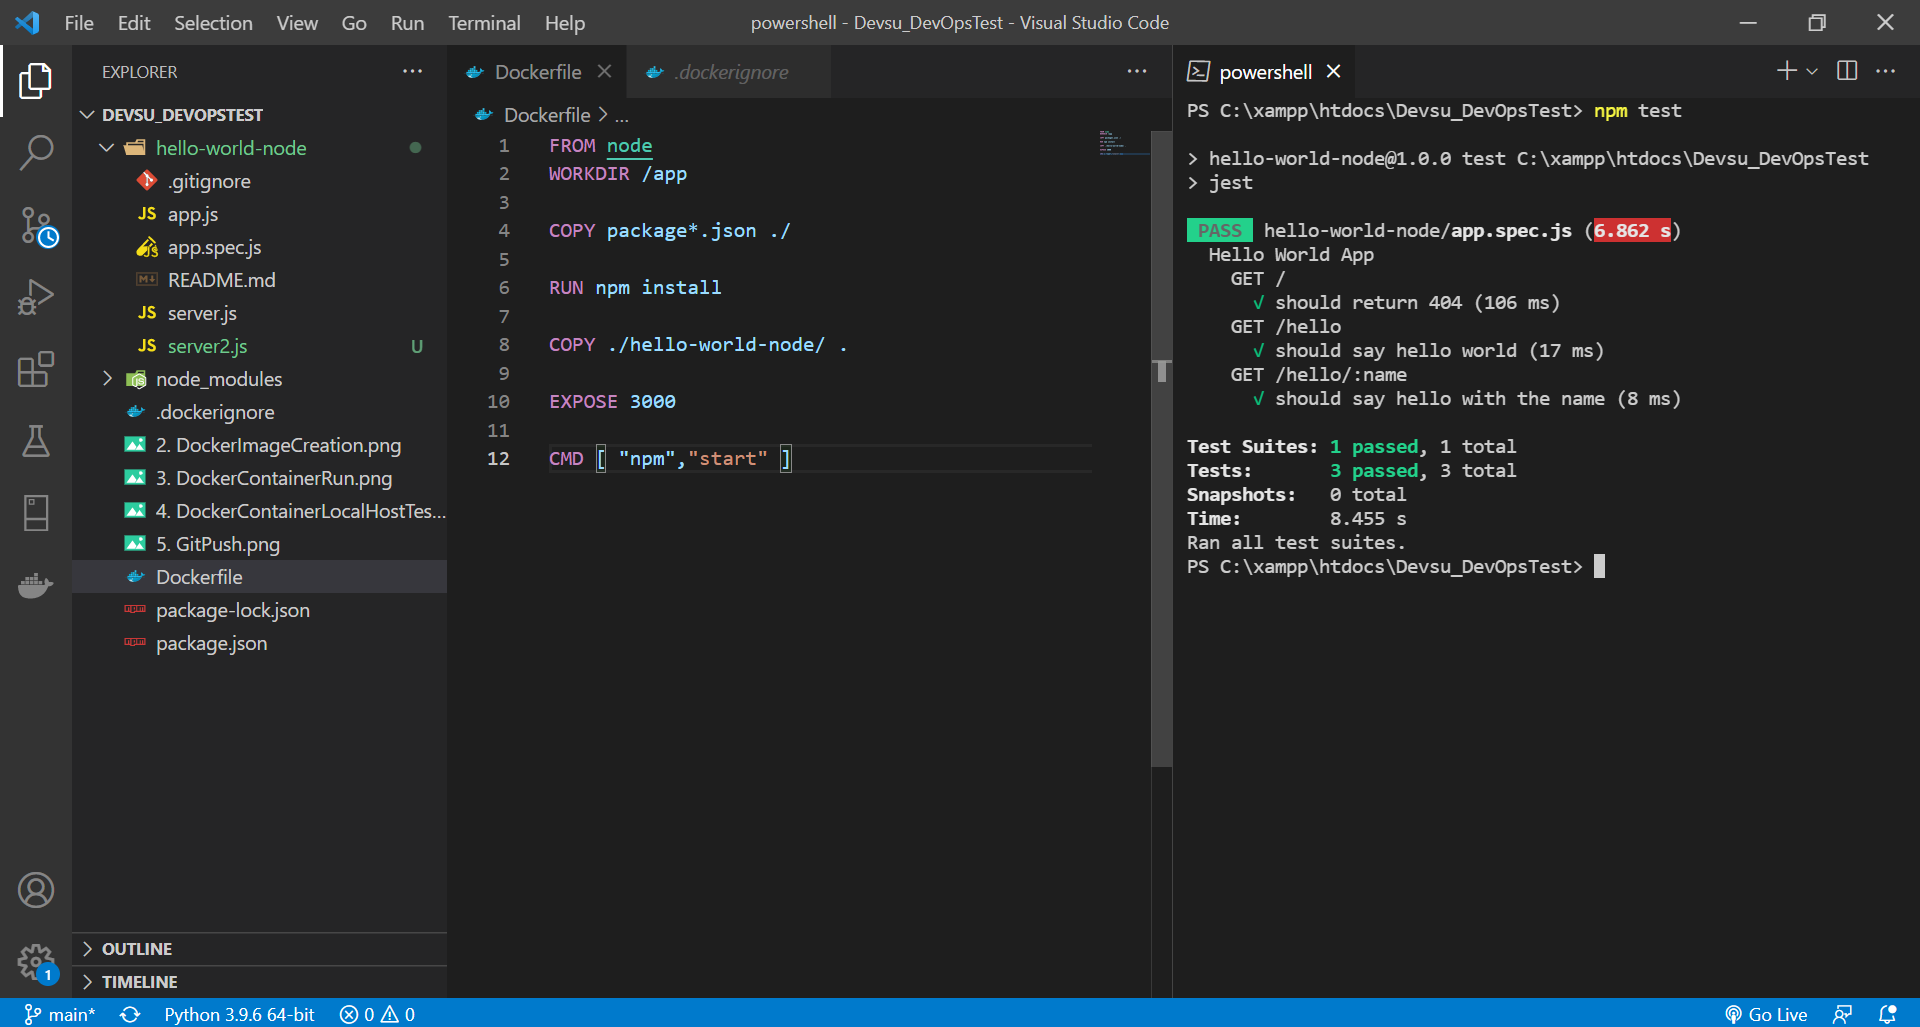 File Edit Selection View Go Run Terminal Help
powershell - Devsu_DevOpsTest - Visual Studio Code
EXPLORER
DEVSU_DEVOPSTEST
hello-world-node
.gitignore
JS app.js
app.spec.js
README.md
JS server.js
JS server2.js U
node_modules
.dockerignore
2. DockerImageCreation.png
3. DockerContainerRun.png
4. DockerContainerLocalHostTes...
5. GitPush.png
Dockerfile
package-lock.json
package.json
OUTLINE
TIMELINE
1
Dockerfile
.dockerignore
Dockerfile > ...
1 FROM node
2 WORKDIR /app
3
4 COPY package*.json ./
5
6 RUN npm install
7
8 COPY ./hello-world-node/ .
9
10 EXPOSE 3000
11
12 CMD [ "npm","start" ]
powershell
PS C:\xampp\htdocs\Devsu_DevOpsTest> npm test
> hello-world-node@1.0.0 test C:\xampp\htdocs\Devsu_DevOpsTest
> jest
PASS hello-world-node/app.spec.js (6.862 s)
Hello World App
GET /
√ should return 404 (106 ms)
GET /hello
√ should say hello world (17 ms)
GET /hello/:name
√ should say hello with the name (8 ms)
Test Suites: 1 passed, 1 total
Tests: 3 passed, 3 total
Snapshots: 0 total
Time: 8.455 s
Ran all test suites.
PS C:\xampp\htdocs\Devsu_DevOpsTest>
main* Python 3.9.6 64-bit 0 0 Go Live